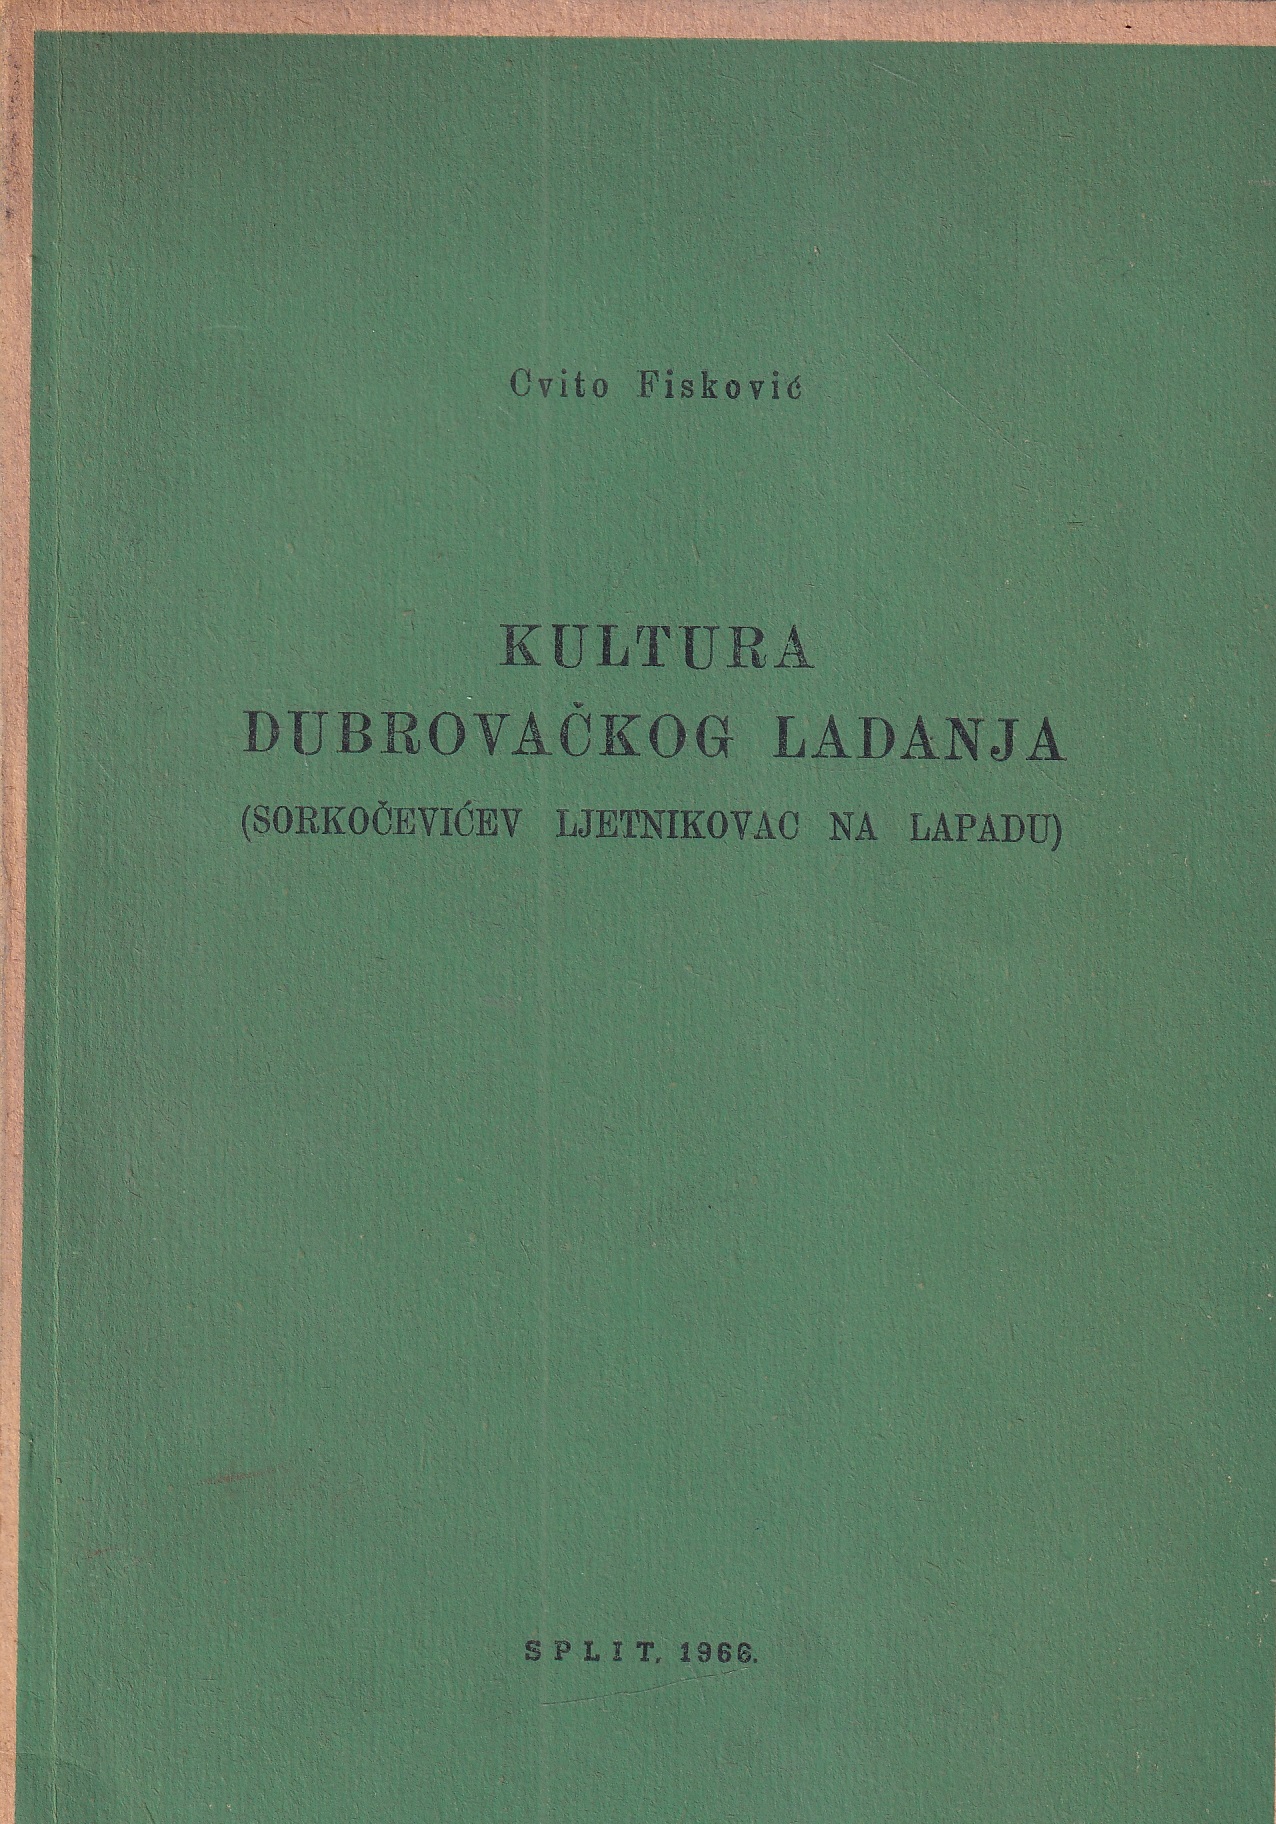 Cvito Fisković
KULTURA
DUBROVAČKOG LADANJA
(SORKOČEVIĆEV LJETNIKOVAC NA LAPADU)
SPLIT, 1966.